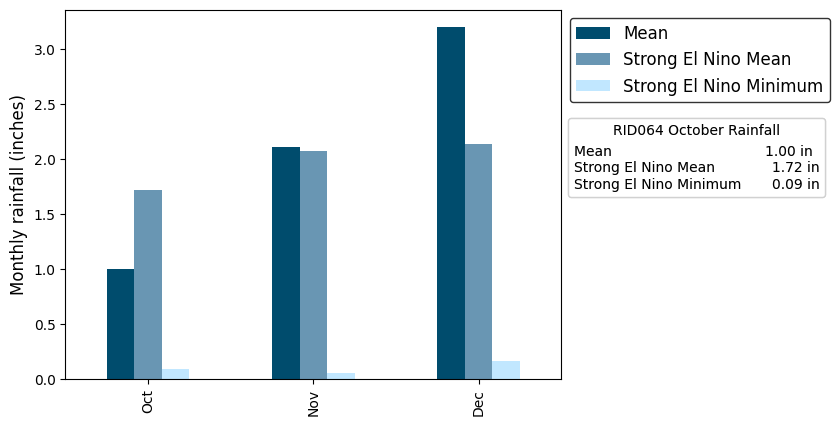 Monthly rainfall (inches)
3.0
2.5
2.0
1.5
1.0
0.5
0.0
Oct
Nov
Dec
Mean
Strong El Nino Mean
Strong El Nino Minimum
RID064 October Rainfall
Mean 1.00 in
Strong El Nino Mean 1.72 in
Strong El Nino Minimum 0.09 in